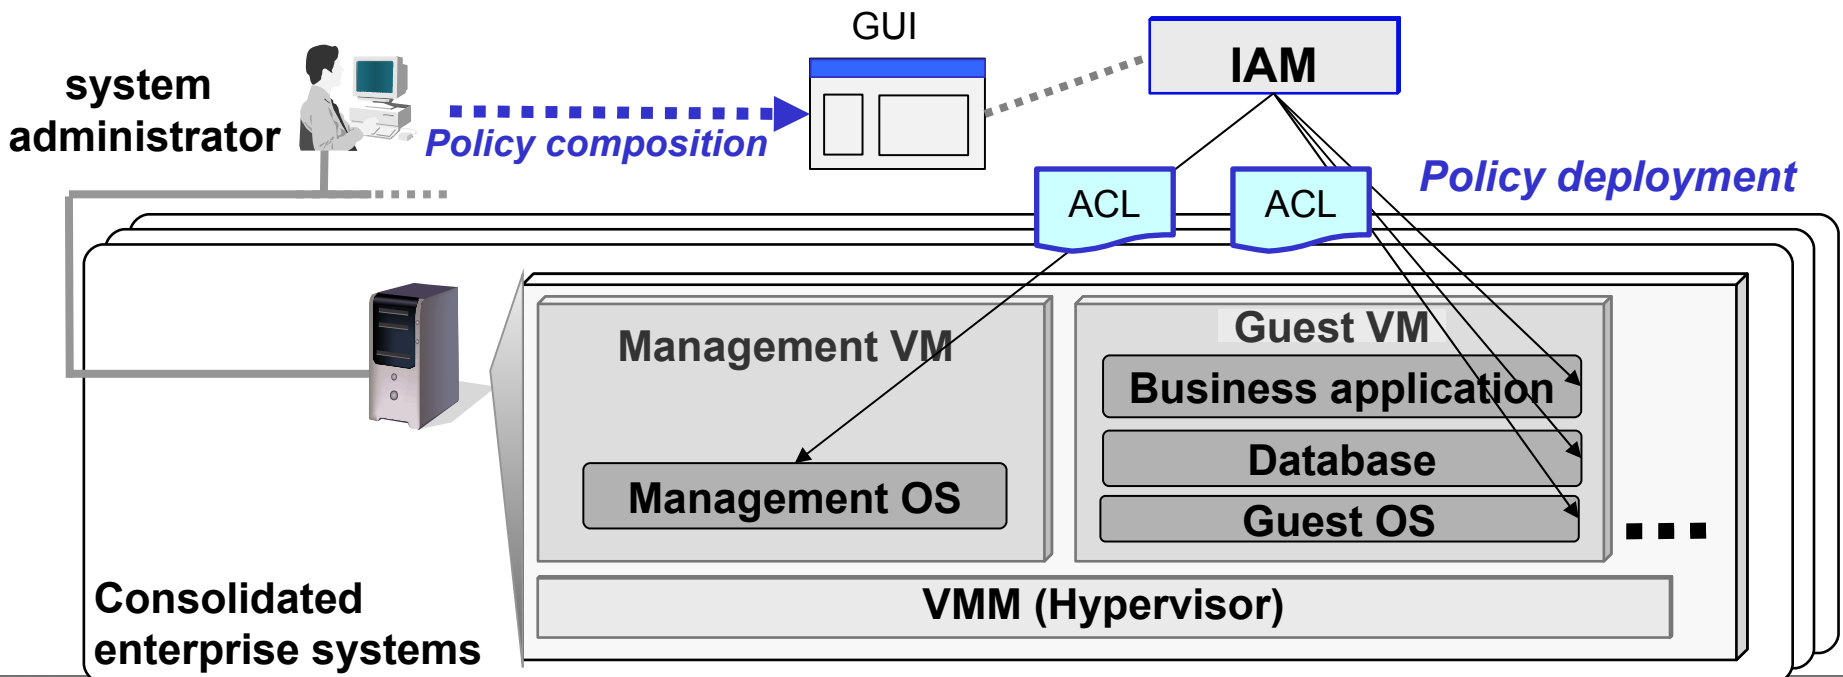 GUI
IAM
system
administrator
Policy composition
Policy deployment
ACL
ACL
Management VM
Guest VM
Business application
Database
Management OS
Guest OS
...
VMM (Hypervisor)
Consolidated
enterprise systems